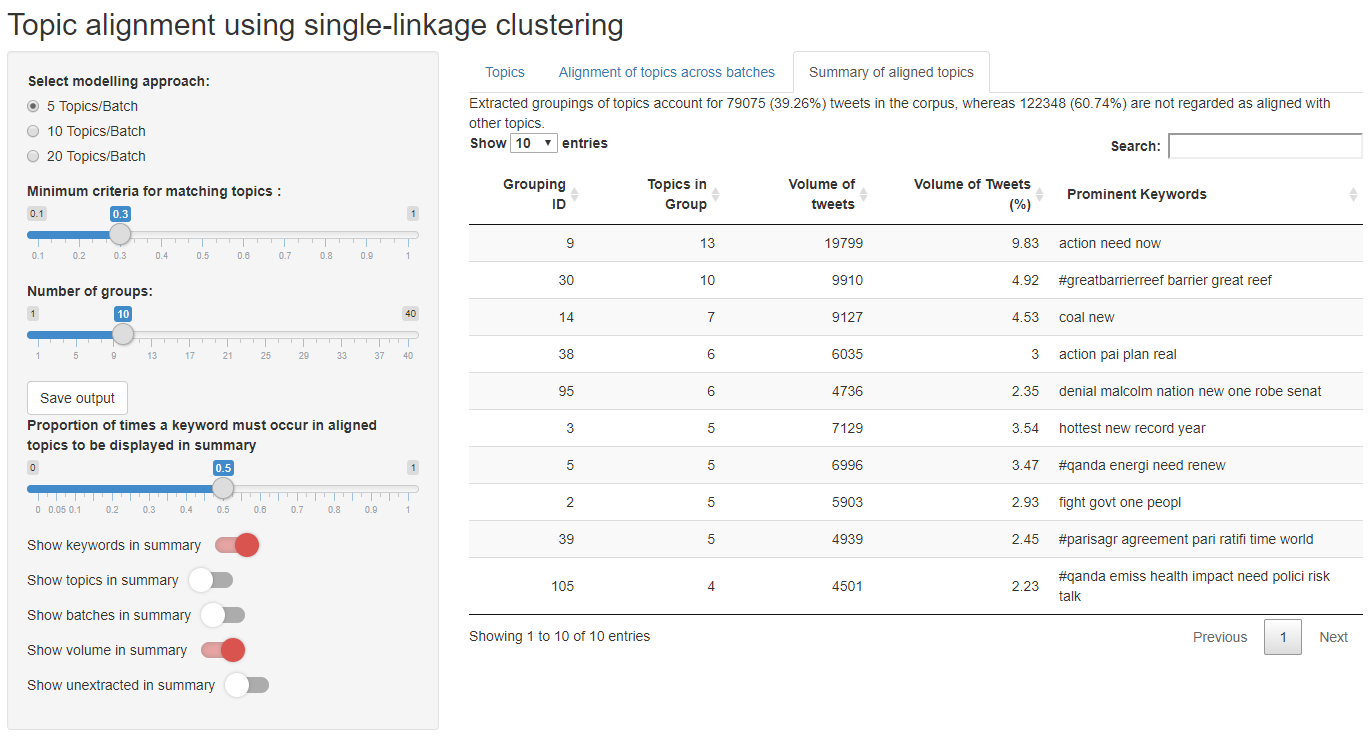 Topic alignment using single-linkage clustering
Select modelling approach:
5 Topics/Batch
10 Topics/Batch
20 Topics/Batch
Minimum criteria for matching topics :
0.1 0.3 1
0.1 0.2 0.3 0.4 0.5 0.6 0.7 0.8 0.9 1
Number of groups:
1 10 40
1 5 9 13 17 21 25 29 33 37 40
Save output
Proportion of times a keyword must occur in aligned
topics to be displayed in summary
0 0.5 1
0 0.05 0.1 0.2 0.3 0.4 0.5 0.6 0.7 0.8 0.9 1
Show keywords in summary
Show topics in summary
Show batches in summary
Show volume in summary
Show unextracted in summary
Topics Alignment of topics across batches Summary of aligned topics
Extracted groupings of topics account for 79075 (39.26%) tweets in the corpus, whereas 122348 (60.74%) are not regarded as aligned with
other topics.
Show 10 entries
Search:
Grouping Topics in Volume of Volume of Tweets Prominent Keywords
ID Group tweets (%)
9 13 19799 9.83 action need now
30 10 9910 4.92 #greatbarrierreef barrier great reef
14 7 9127 4.53 coal new
38 6 6035 3 action pai plan real
95 6 4736 2.35 denial malcolm nation new one robe senat
3 5 7129 3.54 hottest new record year
5 5 6996 3.47 #qanda energi need renew
2 5 5903 2.93 fight govt one peopl
39 5 4939 2.45 #parisagr agreement pari ratifi time world
105 4 4501 2.23 #qanda emiss health impact need polici risk
talk
Showing 1 to 10 of 10 entries
Previous 1 Next